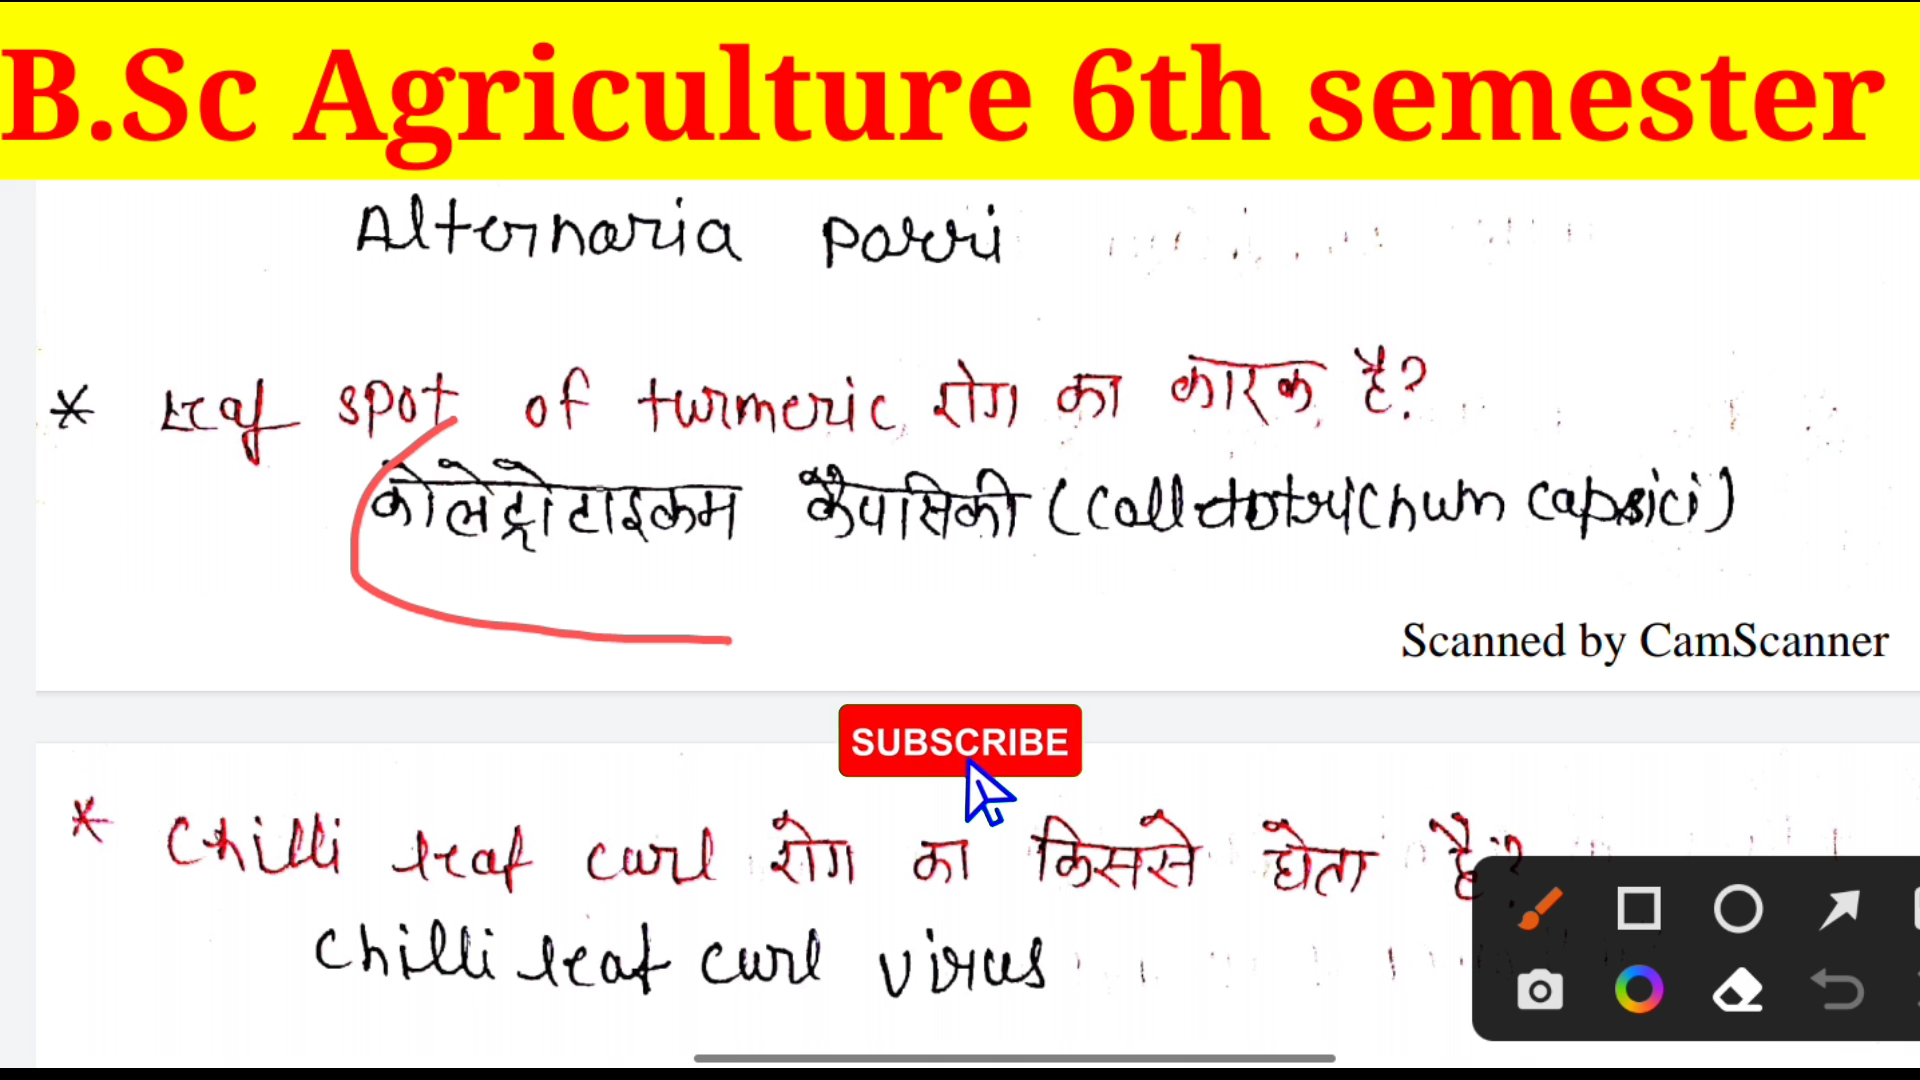 B.Sc Agriculture 6th semester
Alternaria porri
* Leaf spot of turmeric रोग का कारक है?
कोलेट्रोटाइकम कैपसिकी (Colletotrichum capsici)
Scanned by CamScanner
SUBSCRIBE
* Chilli leaf curl रोग का किससे होता है?
Chilli leaf curl virus